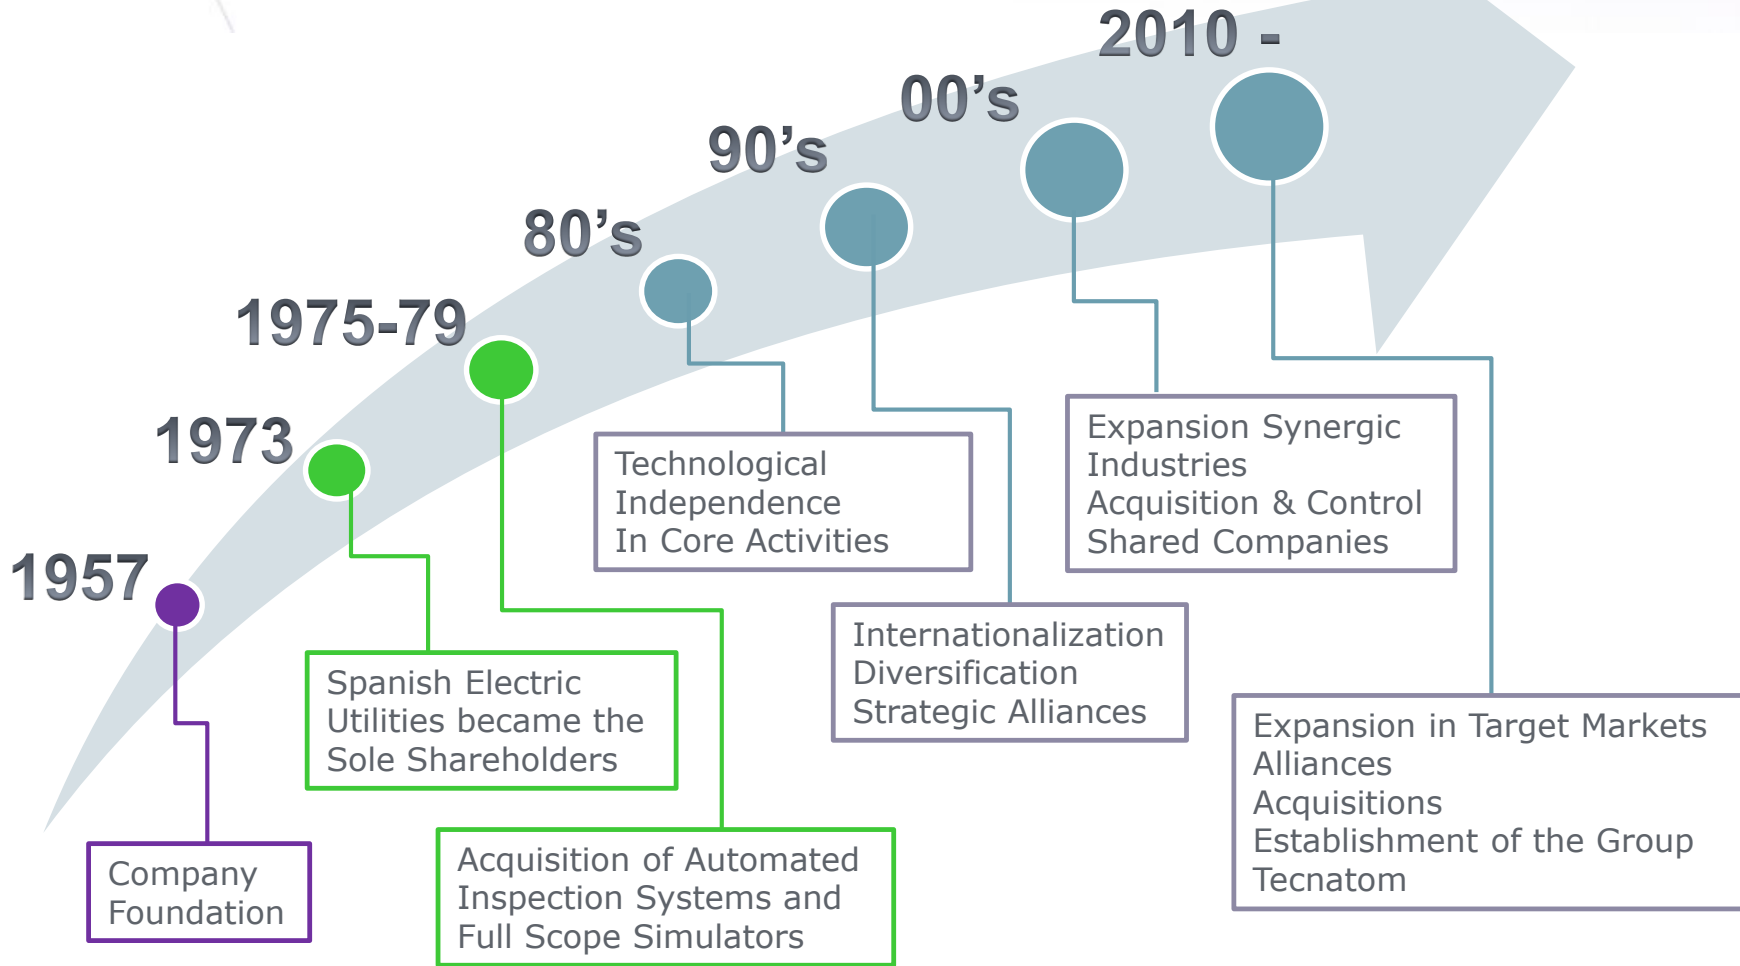 1957
Company
Foundation
1973
Spanish Electric
Utilities became the
Sole Shareholders
1975-79
Acquisition of Automated
Inspection Systems and
Full Scope Simulators
80’s
Technological
Independence
In Core Activities
90’s
Internationalization
Diversification
Strategic Alliances
00’s
Expansion Synergic
Industries
Acquisition & Control
Shared Companies
2010 -
Expansion in Target Markets
Alliances
Acquisitions
Establishment of the Group
Tecnatom